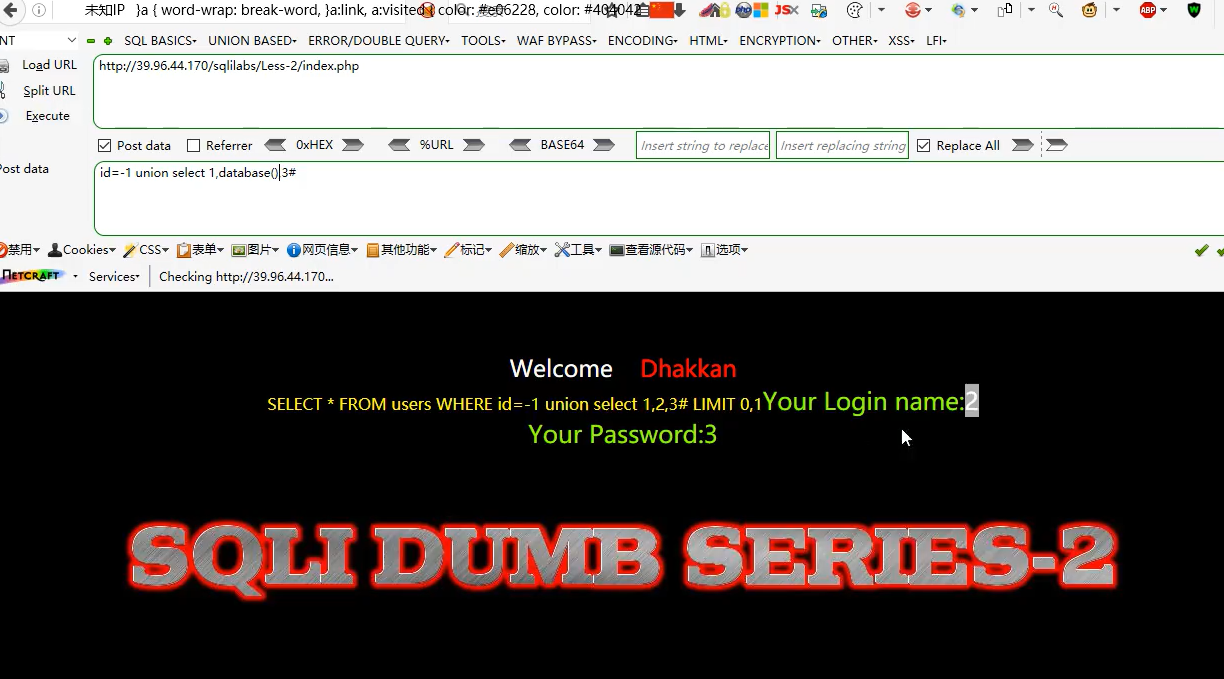 未知IP }a { word-wrap: break-word, }a:link, a:visited { color: #e06228, color: #404042
NT SQL BASICS UNION BASED ERROR/DOUBLE QUERY TOOLS WAF BYPASS ENCODING HTML ENCRYPTION OTHER XSS LFI
Load URL http://39.96.44.170/sqlilabs/Less-2/index.php
Split URL
Execute
Post data Referrer 0xHEX %URL BASE64 Insert string to replace Insert replacing string Replace All
Post data id=-1 union select 1,database(),3#
禁用 Cookies CSS 表单 图片 网页信息 其他功能 标记 缩放 工具 查看源代码 选项
NETCRAFT Services Checking http://39.96.44.170...
Welcome Dhakkan
SELECT * FROM users WHERE id=-1 union select 1,2,3# LIMIT 0,1Your Login name:2
Your Password:3
SQLI DUMB SERIES-2